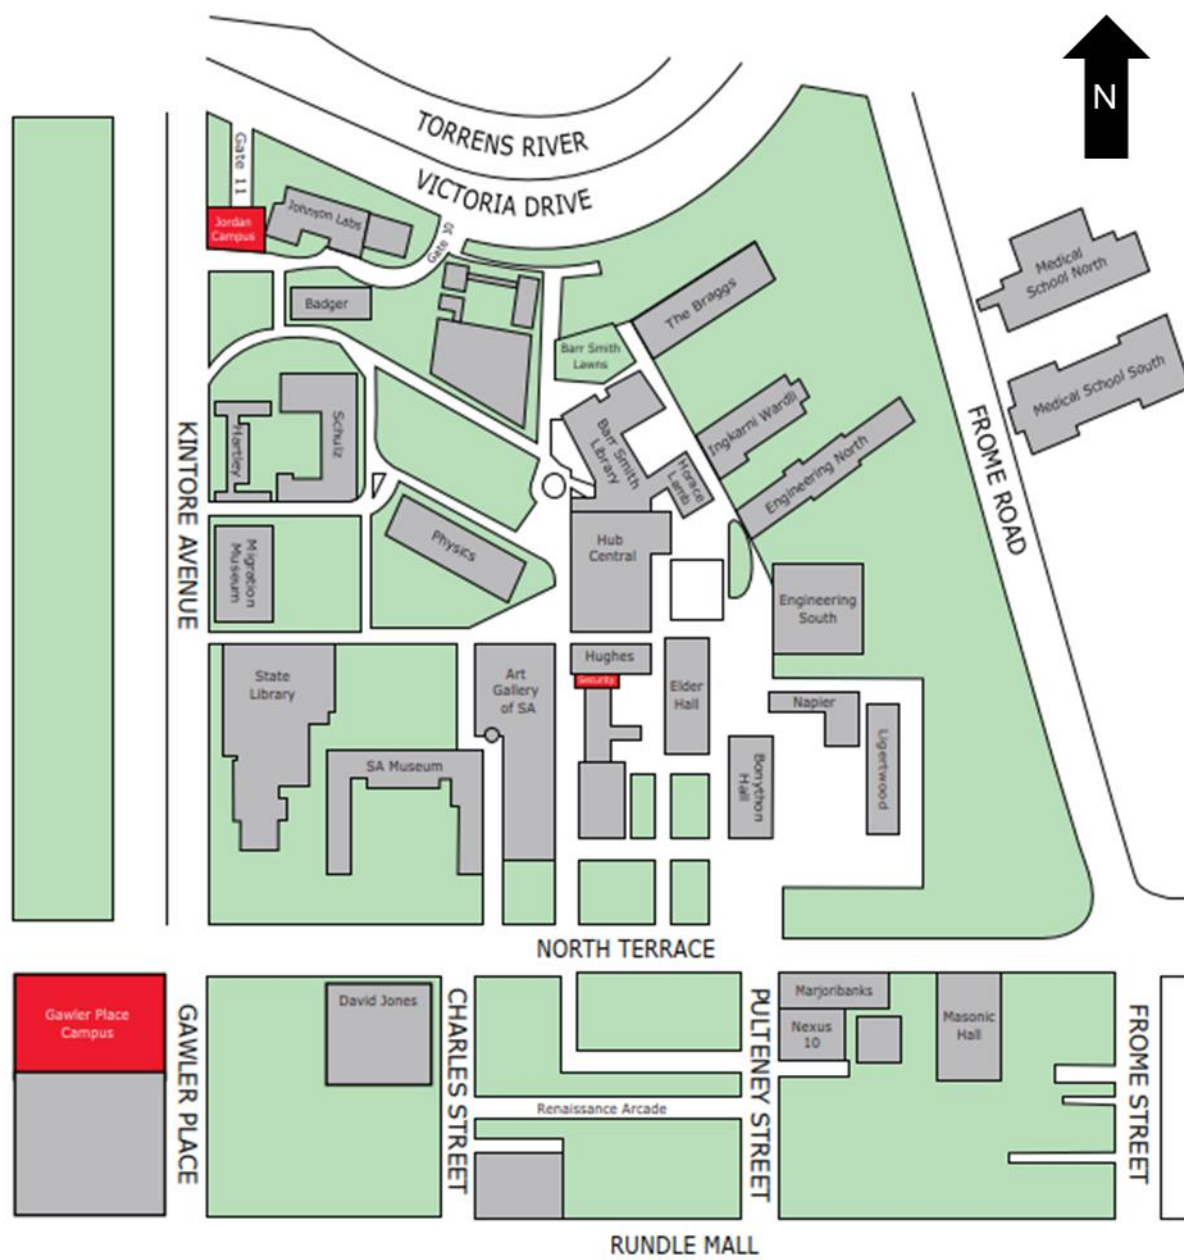 N
TORRENS RIVER
VICTORIA DRIVE
Gate 11
Jordan
Campus
Johnson Labs
Gate 30
Badger
The Braggs
Medical
School North
Barr Smith
Lawns
Medical School South
Ingkarni Wardli
Engineering North
Schulz
Hartley
Barr Smith
Library
Horace
Lamb
KINTORE AVENUE
FROME ROAD
Migration
Museum
Physics
Hub
Central
Engineering
South
State
Library
Art
Gallery
of SA
Hughes
Security
Elder
Hall
Napier
Ligertwood
SA Museum
Bonython
Hall
NORTH TERRACE
Gawler Place
Campus
GAWLER PLACE
David Jones
CHARLES STREET
PULTENEY STREET
Marjoribanks
Nexus
10
Masonic
Hall
FROME STREET
Renaissance Arcade
RUNDLE MALL